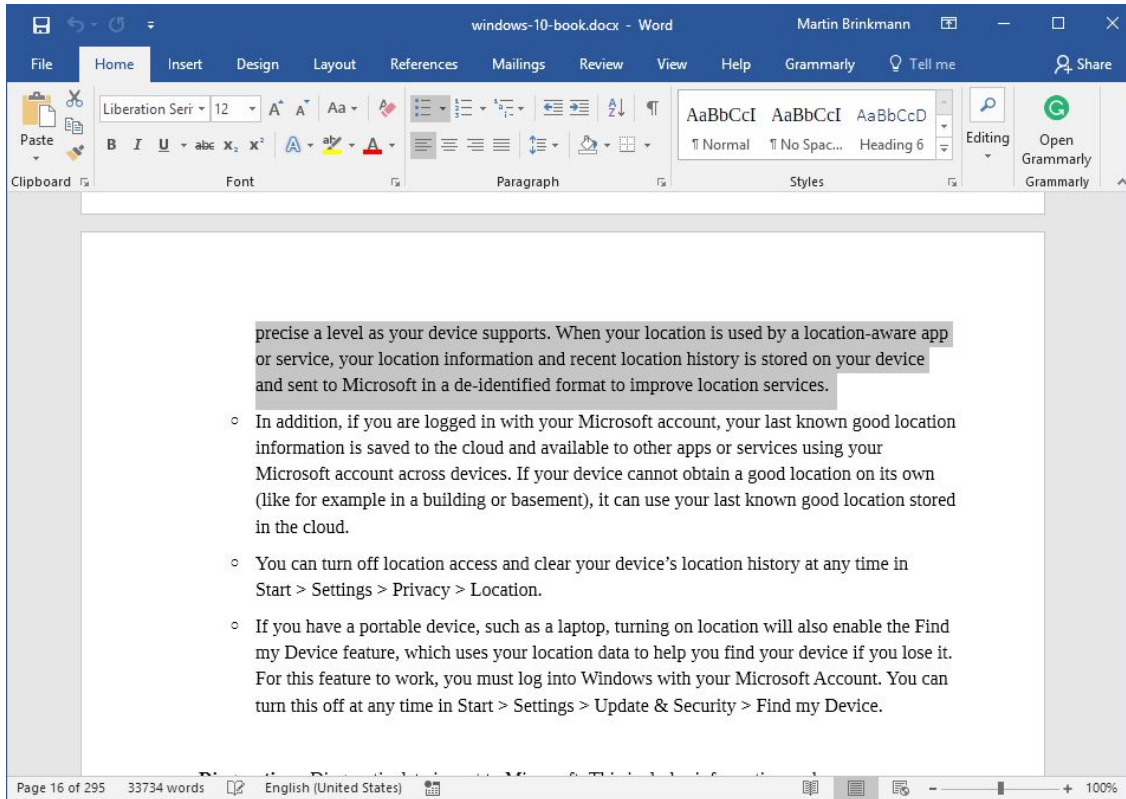 windows-10-book.docx - Word
Martin Brinkmann
File Home Insert Design Layout References Mailings Review View Help Grammarly Tell me Share
Paste
Liberation Seri 12 A A Aa
B I U abc x₂ x² A aby A
AaBbCcI AaBbCcI AaBbCcD
¶ Normal ¶ No Spac... Heading 6
Editing
Open
Grammarly
Clipboard Font Paragraph Styles Grammarly
precise a level as your device supports. When your location is used by a location-aware app
or service, your location information and recent location history is stored on your device
and sent to Microsoft in a de-identified format to improve location services.
○ In addition, if you are logged in with your Microsoft account, your last known good location
information is saved to the cloud and available to other apps or services using your
Microsoft account across devices. If your device cannot obtain a good location on its own
(like for example in a building or basement), it can use your last known good location stored
in the cloud.
○ You can turn off location access and clear your device’s location history at any time in
Start > Settings > Privacy > Location.
○ If you have a portable device, such as a laptop, turning on location will also enable the Find
my Device feature, which uses your location data to help you find your device if you lose it.
For this feature to work, you must log into Windows with your Microsoft Account. You can
turn this off at any time in Start > Settings > Update & Security > Find my Device.
Page 16 of 295 33734 words English (United States) - + 100%